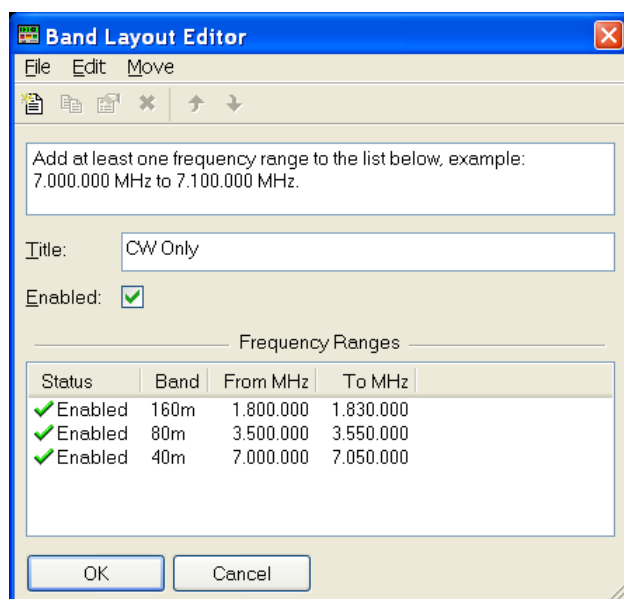 Band Layout Editor
File Edit Move
Add at least one frequency range to the list below, example:
7.000.000 MHz to 7.100.000 MHz.
Title: CW Only
Enabled:
Frequency Ranges
Status Band From MHz To MHz
Enabled 160m 1.800.000 1.830.000
Enabled 80m 3.500.000 3.550.000
Enabled 40m 7.000.000 7.050.000
OK Cancel